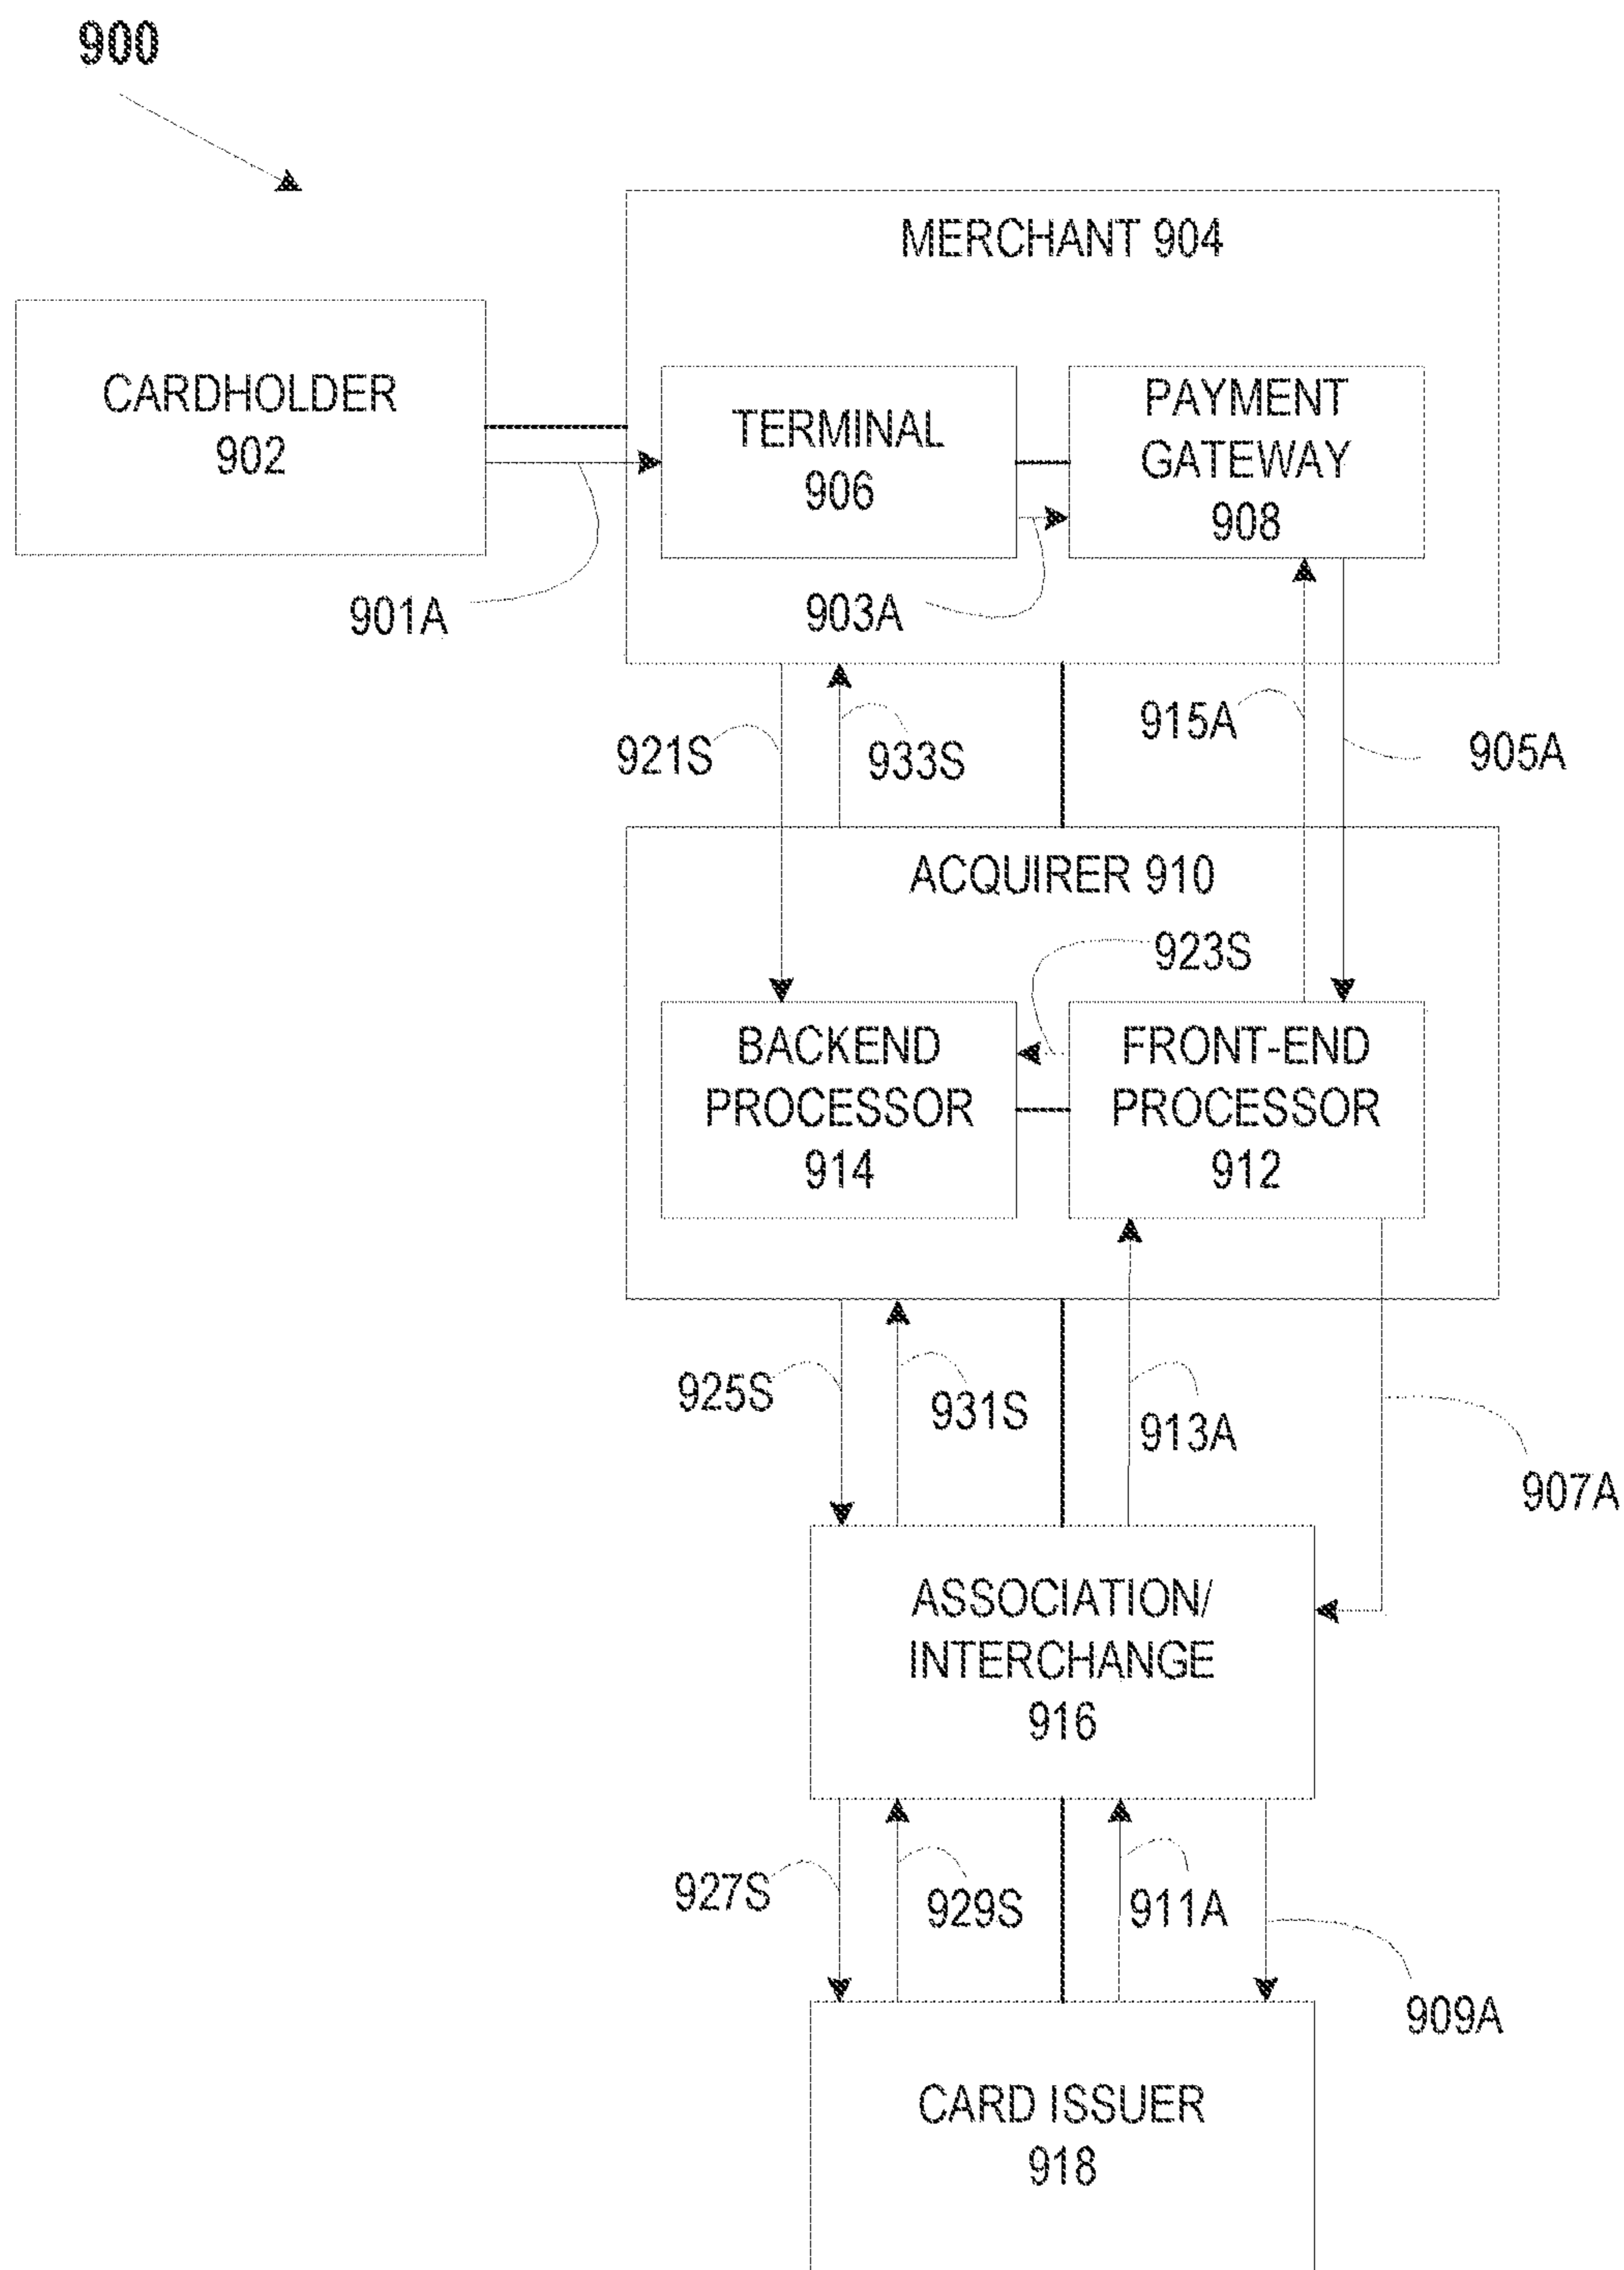 900
MERCHANT 904
CARDHOLDER
902
TERMINAL
906
PAYMENT
GATEWAY
908
901A
903A
921S
933S
915A
905A
ACQUIRER 910
923S
BACKEND
PROCESSOR
914
FRONT-END
PROCESSOR
912
925S
931S
913A
907A
ASSOCIATION/
INTERCHANGE
916
927S
929S
911A
909A
CARD ISSUER
918